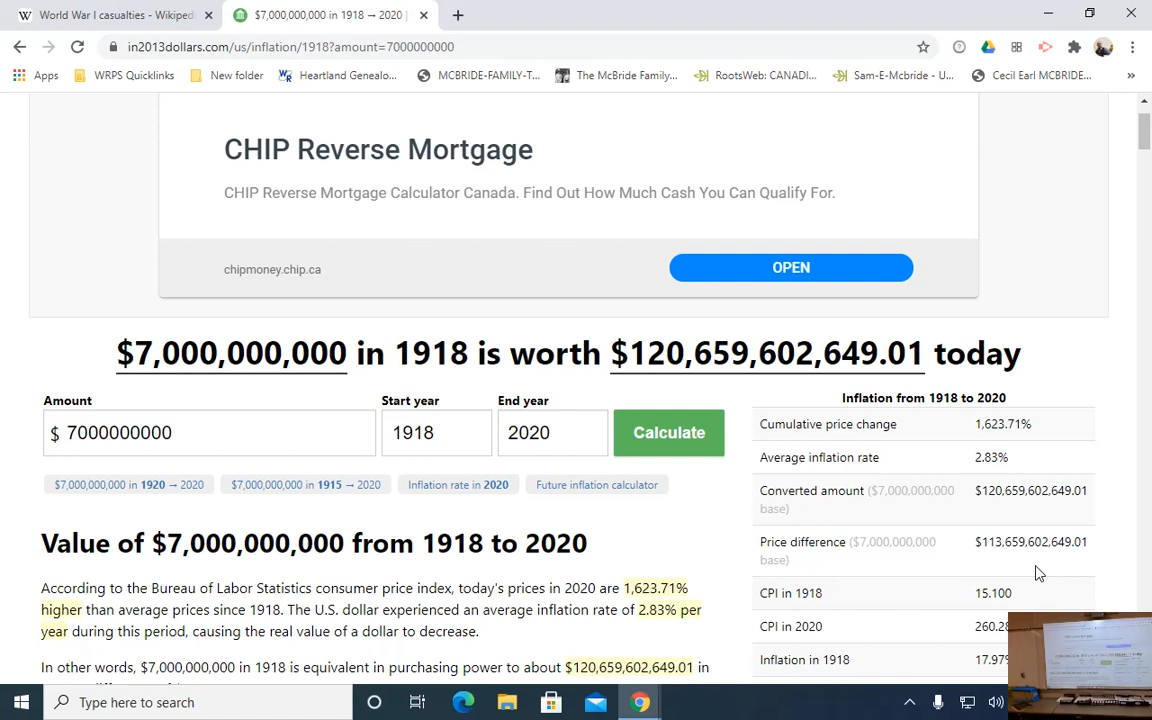 World War I casualties - Wikiped
$7,000,000,000 in 1918 → 2020 |
in2013dollars.com/us/inflation/1918?amount=7000000000
Apps
WRPS Quicklinks
New folder
Heartland Genealo...
MCBRIDE-FAMILY-T...
The McBride Family...
RootsWeb: CANADI...
Sam-E-Mcbride - U...
Cecil Earl MCBRIDE...
»
CHIP Reverse Mortgage
CHIP Reverse Mortgage Calculator Canada. Find Out How Much Cash You Can Qualify For.
chipmoney.chip.ca
OPEN
$7,000,000,000 in 1918 is worth $120,659,602,649.01 today
Amount
Start year
End year
$ 7000000000
1918
2020
Calculate
$7,000,000,000 in 1920 → 2020
$7,000,000,000 in 1915 → 2020
Inflation rate in 2020
Future inflation calculator
Value of $7,000,000,000 from 1918 to 2020
According to the Bureau of Labor Statistics consumer price index, today's prices in 2020 are 1,623.71%
higher than average prices since 1918. The U.S. dollar experienced an average inflation rate of 2.83% per
year during this period, causing the real value of a dollar to decrease.
In other words, $7,000,000,000 in 1918 is equivalent in purchasing power to about $120,659,602,649.01 in
Inflation from 1918 to 2020
Cumulative price change 1,623.71%
Average inflation rate 2.83%
Converted amount ($7,000,000,000 $120,659,602,649.01
base)
Price difference ($7,000,000,000 $113,659,602,649.01
base)
CPI in 1918 15.100
CPI in 2020 260.28
Inflation in 1918 17.97%
Type here to search